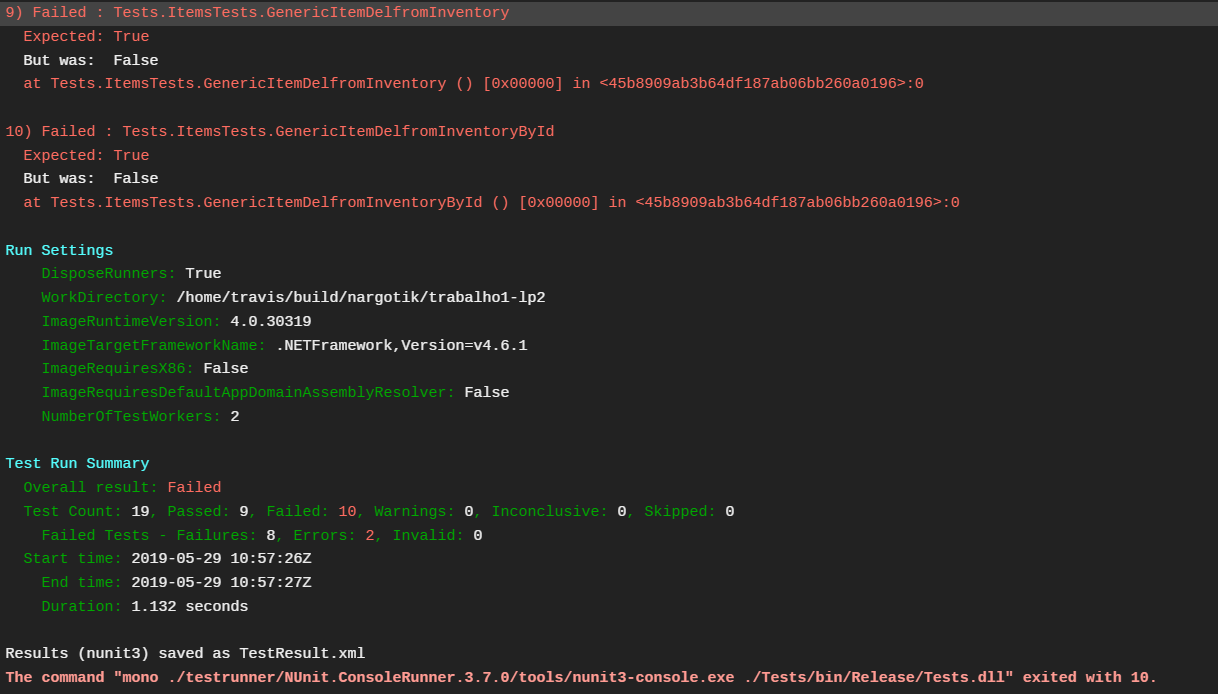 9) Failed : Tests.ItemsTests.GenericItemDelfromInventory
Expected: True
But was:  False
at Tests.ItemsTests.GenericItemDelfromInventory () [0x00000] in <45b8909ab3b64df187ab06bb260a0196>:0
10) Failed : Tests.ItemsTests.GenericItemDelfromInventoryById
Expected: True
But was:  False
at Tests.ItemsTests.GenericItemDelfromInventoryById () [0x00000] in <45b8909ab3b64df187ab06bb260a0196>:0
Run Settings
DisposeRunners: True
WorkDirectory: /home/travis/build/nargotik/trabalho1-lp2
ImageRuntimeVersion: 4.0.30319
ImageTargetFrameworkName: .NETFramework,Version=v4.6.1
ImageRequiresX86: False
ImageRequiresDefaultAppDomainAssemblyResolver: False
NumberOfTestWorkers: 2
Test Run Summary
Overall result: Failed
Test Count: 19, Passed: 9, Failed: 10, Warnings: 0, Inconclusive: 0, Skipped: 0
Failed Tests - Failures: 8, Errors: 2, Invalid: 0
Start time: 2019-05-29 10:57:26Z
End time: 2019-05-29 10:57:27Z
Duration: 1.132 seconds
Results (nunit3) saved as TestResult.xml
The command "mono ./testrunner/NUnit.ConsoleRunner.3.7.0/tools/nunit3-console.exe ./Tests/bin/Release/Tests.dll" exited with 10.